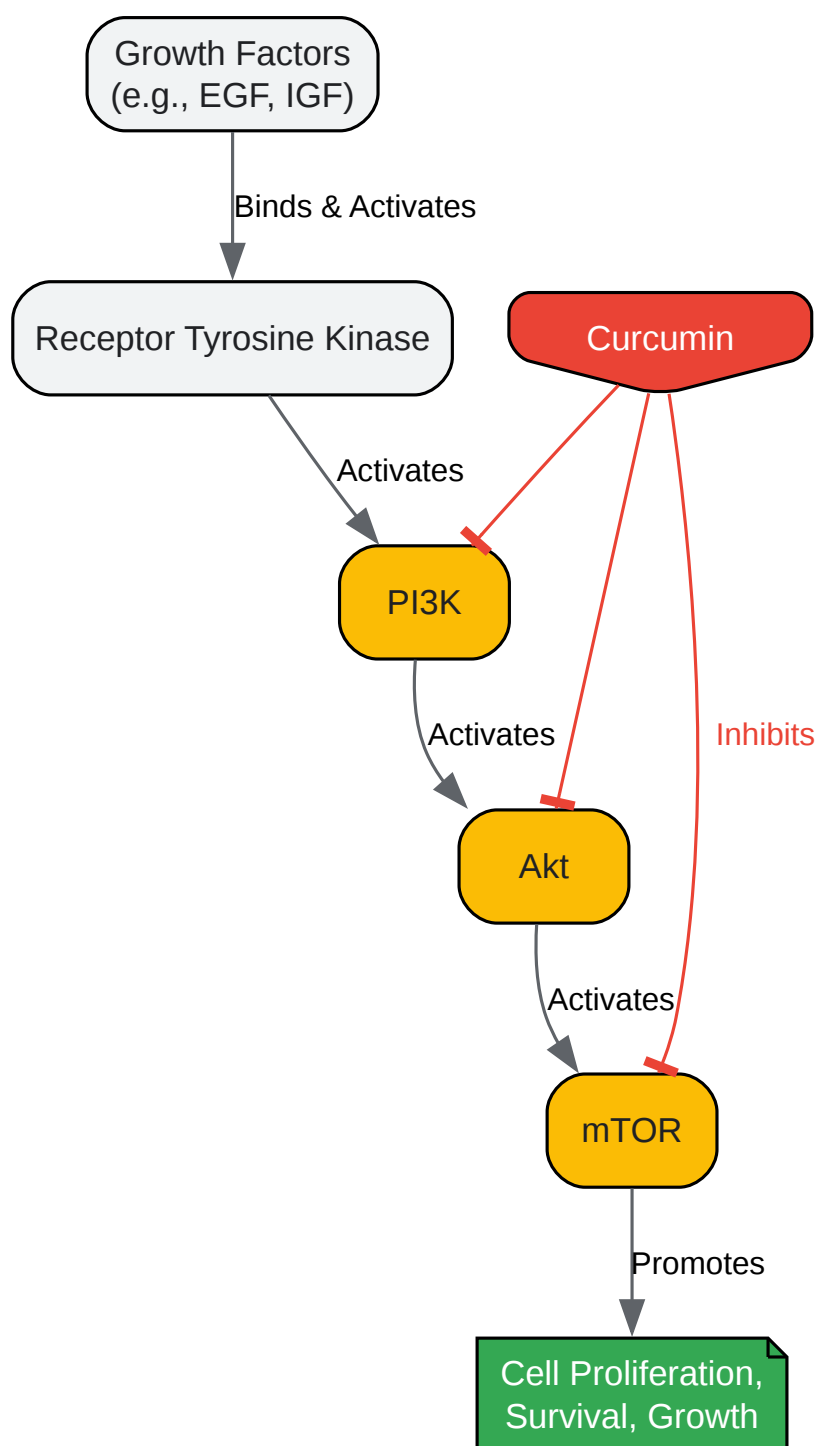 Growth Factors
(e.g., EGF, IGF)
Binds & Activates
Receptor Tyrosine Kinase
Curcumin
Activates
PI3K
Activates
Inhibits
Akt
Activates
mTOR
Promotes
Cell Proliferation,
Survival, Growth